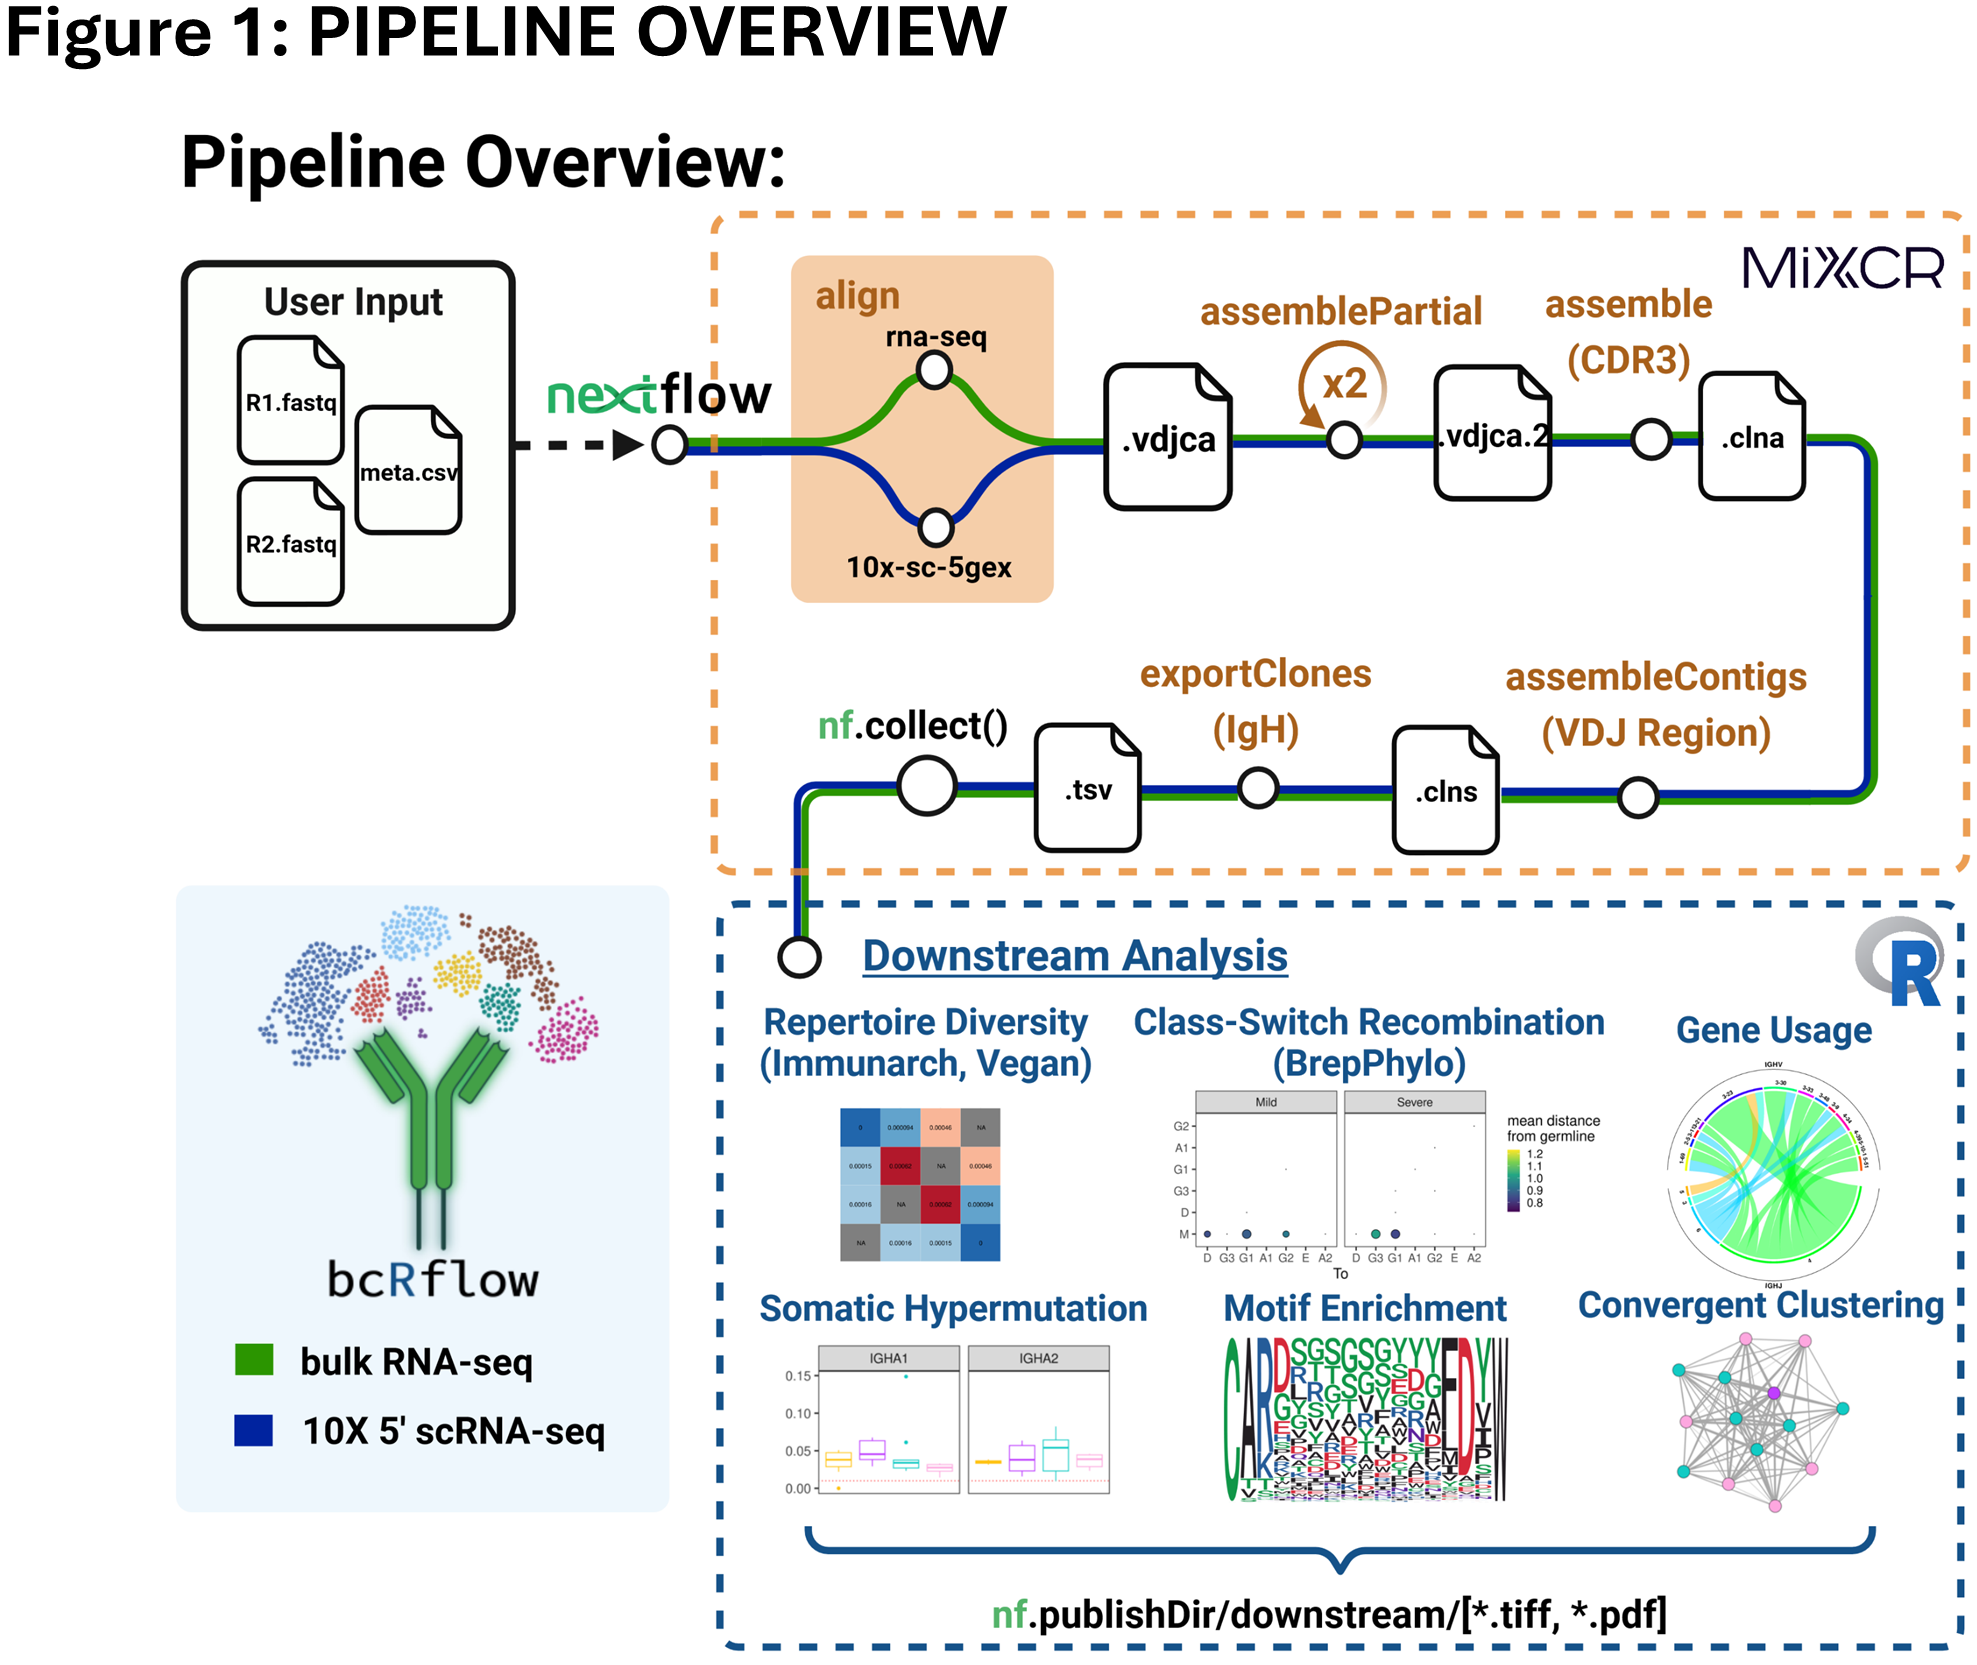 Figure 1: PIPELINE OVERVIEW
Pipeline Overview:
User Input
R1.fastq
meta.csv
R2.fastq
nextflow
MiXCR
align
rna-seq
10x-sc-5gex
.vdjca
assemblePartial
x2
.vdjca.2
assemble
(CDR3)
.clna
assembleContigs
(VDJ Region)
.clns
exportClones
(IgH)
.tsv
nf.collect()
bcRflow
bulk RNA-seq
10X 5' scRNA-seq
Downstream Analysis
R
Repertoire Diversity
(Immunarch, Vegan)
0 0.000094 0.00046 NA
0.00015 0.00062 NA 0.00046
0.00016 NA 0.00062 0.000094
NA 0.00016 0.00015 0
Class-Switch Recombination
(BrepPhylo)
Mild Severe
G2
A1
G1
G3
D
M
D G3 G1 A1 G2 E A2
D G3 G1 A1 G2 E A2
To
mean distance
from germline
1.2
1.1
1.0
0.9
0.8
Gene Usage
IGHV
3-23
3-30
3-33
IGHJ
Somatic Hypermutation
IGHA1 IGHA2
0.15
0.10
0.05
0.00
Motif Enrichment
Convergent Clustering
nf.publishDir/downstream/[*.tiff, *.pdf]